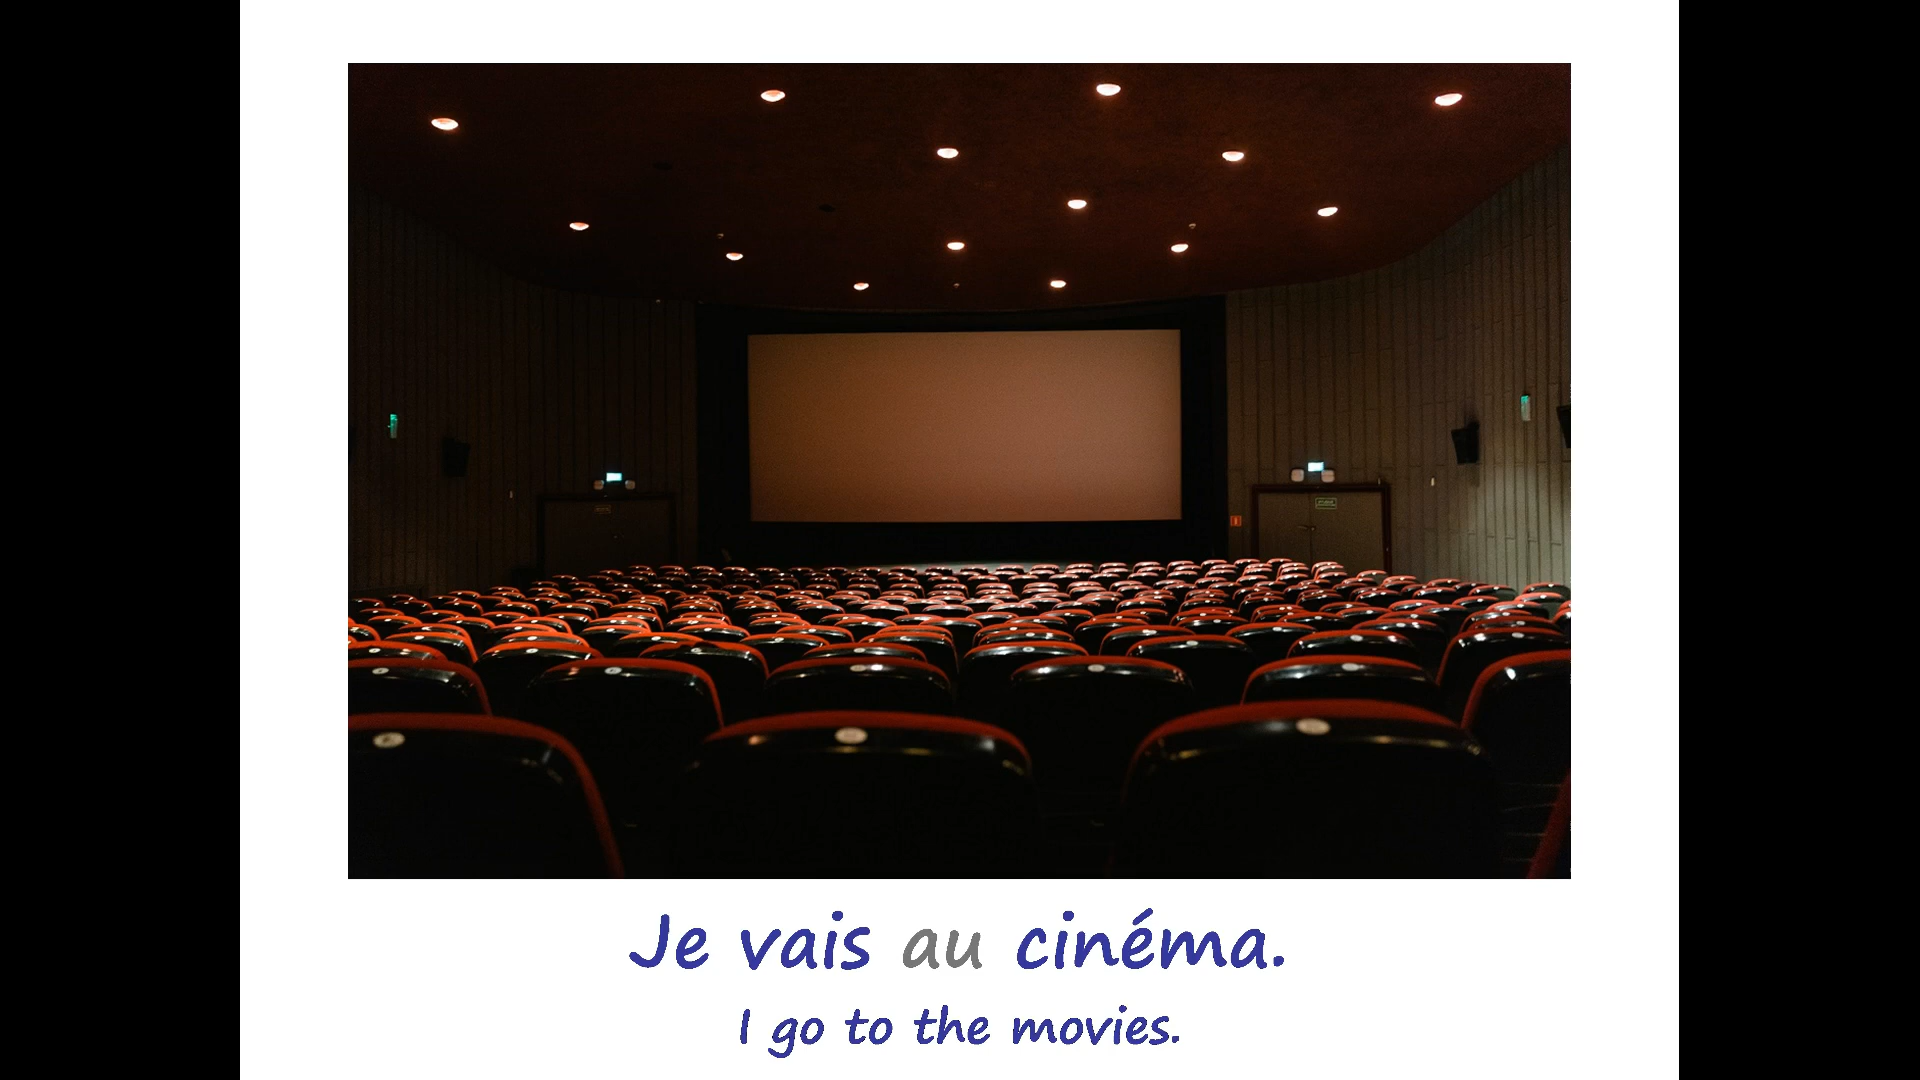 Je vais au cinéma.
I go to the movies.